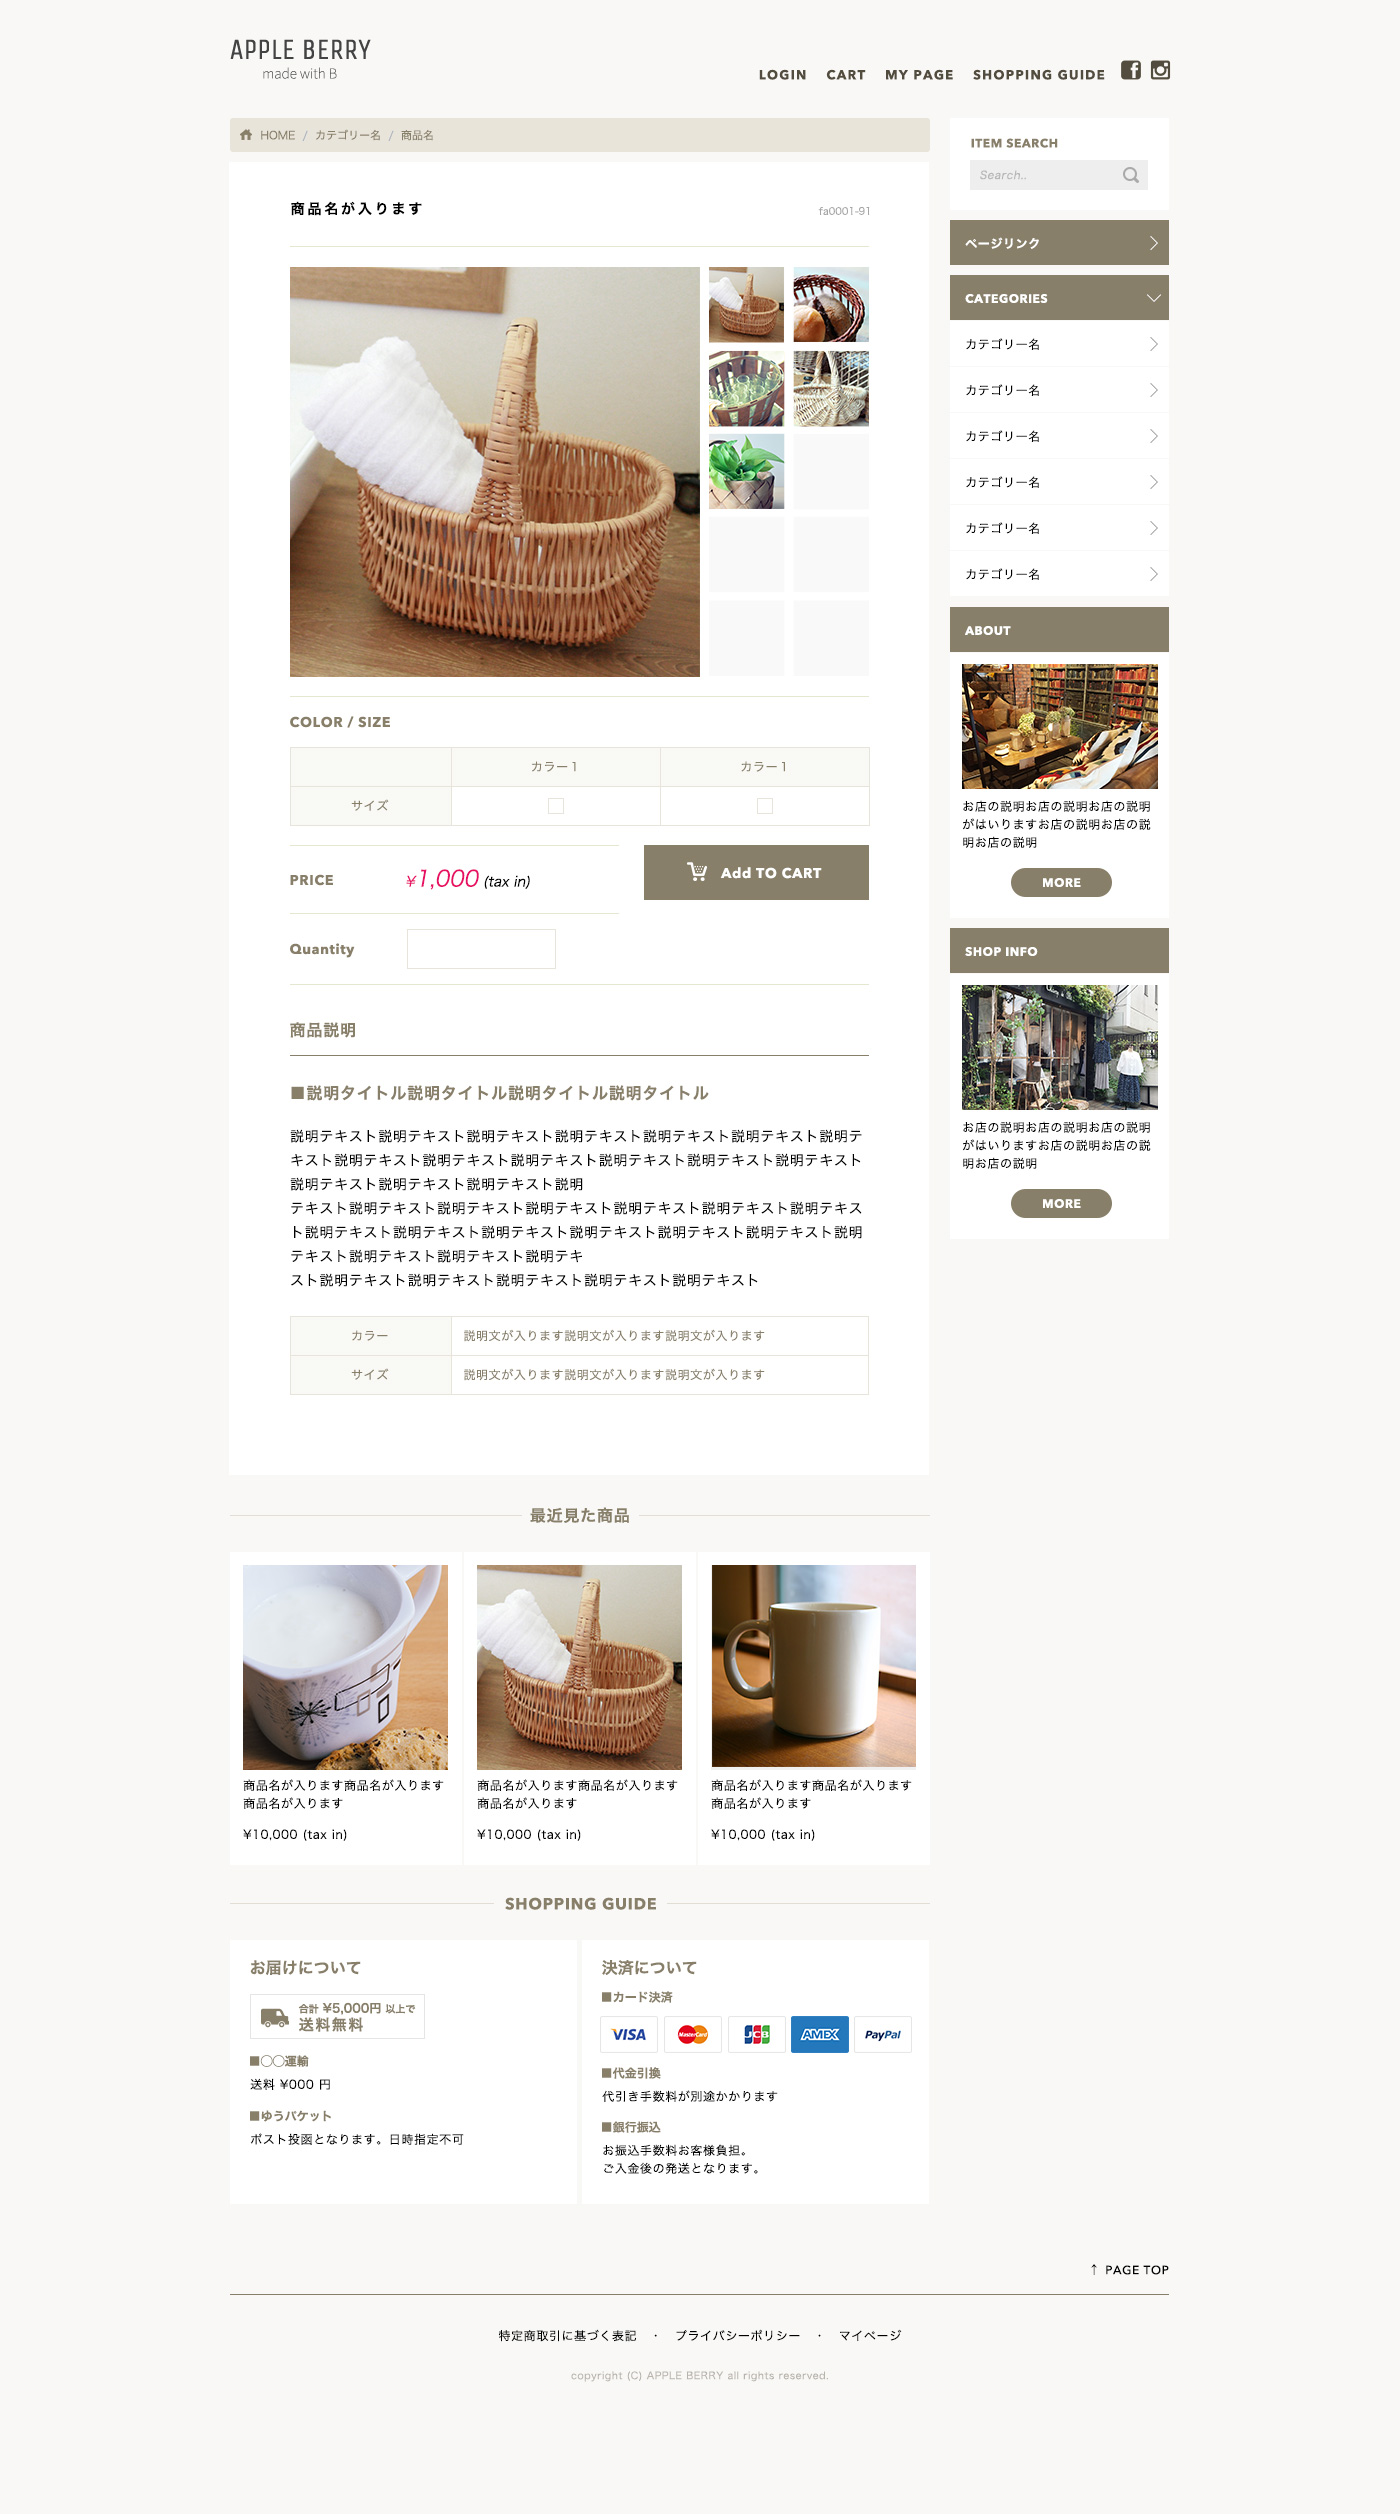 APPLE BERRY
made with B
LOGIN CART MY PAGE SHOPPING GUIDE
HOME / カテゴリー名 / 商品名
商品名が入ります
fa0001-91
COLOR / SIZE
カラー1 カラー1
サイズ
PRICE ¥1,000 (tax in)
Add TO CART
Quantity
商品説明
■説明タイトル説明タイトル説明タイトル説明タイトル
説明テキスト説明テキスト説明テキスト説明テキスト説明テキスト説明テキスト説明テ
キスト説明テキスト説明テキスト説明テキスト説明テキスト説明テキスト説明テキスト
説明テキスト説明テキスト説明テキスト説明
テキスト説明テキスト説明テキスト説明テキスト説明テキスト説明テキスト説明テキス
ト説明テキスト説明テキスト説明テキスト説明テキスト説明テキスト説明テキスト説明
テキスト説明テキスト説明テキスト説明テキ
スト説明テキスト説明テキスト説明テキスト説明テキスト説明テキスト
カラー 説明文が入ります説明文が入ります説明文が入ります
サイズ 説明文が入ります説明文が入ります説明文が入ります
ITEM SEARCH
Search..
ページリンク
CATEGORIES
カテゴリー名
カテゴリー名
カテゴリー名
カテゴリー名
カテゴリー名
カテゴリー名
ABOUT
お店の説明お店の説明お店の説明
がはいりますお店の説明お店の説
明お店の説明
MORE
SHOP INFO
お店の説明お店の説明お店の説明
がはいりますお店の説明お店の説
明お店の説明
MORE
最近見た商品
商品名が入ります商品名が入ります
商品名が入ります
¥10,000 (tax in)
商品名が入ります商品名が入ります
商品名が入ります
¥10,000 (tax in)
商品名が入ります商品名が入ります
商品名が入ります
¥10,000 (tax in)
SHOPPING GUIDE
お届けについて
合計 ¥5,000円 以上で
送料無料
■◯◯運輸
送料 ¥000 円
■ゆうパケット
ポスト投函となります。日時指定不可
決済について
■カード決済
VISA MasterCard JCB AMEX PayPal
■代金引換
代引き手数料が別途かかります
■銀行振込
お振込手数料お客様負担。
ご入金後の発送となります。
↑ PAGE TOP
特定商取引に基づく表記 ・ プライバシーポリシー ・ マイページ
copyright (C) APPLE BERRY all rights reserved.